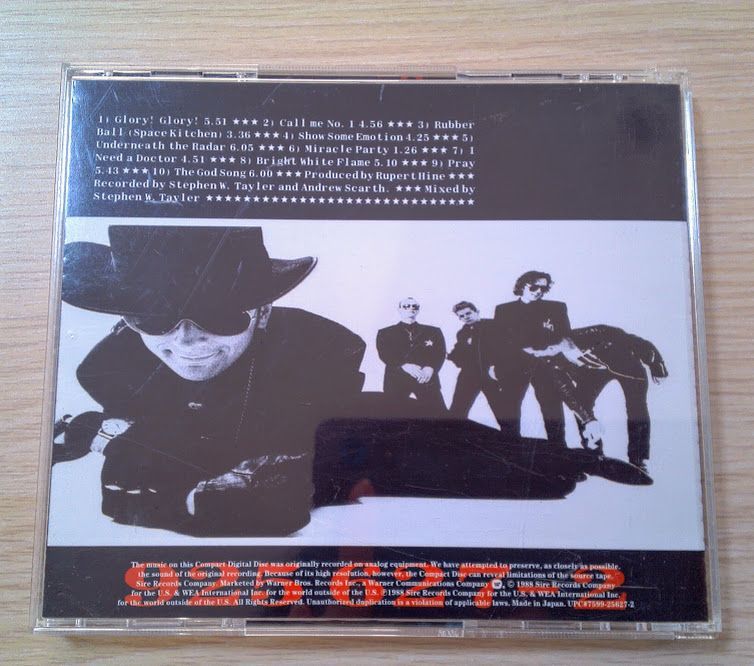 1) Glory! Glory! 5.51 ★★★ 2) Call me No. 1 4.56 ★★★ 3) Rubber
Ball (Space Kitchen) 3.36 ★★★ 4) Show Some Emotion 4.25 ★★★ 5)
Underneath the Radar 6.05 ★★★ 6) Miracle Party 1.26 ★★★ 7) I
Need a Doctor 4.51 ★★★ 8) Bright White Flame 5.10 ★★★ 9) Pray
5.43 ★★★ 10) The God Song 6.00 ★★★ Produced by Rupert Hine ★★★
Recorded by Stephen W. Tayler and Andrew Scarth. ★★★ Mixed by
Stephen W. Tayler ★★★★★★★★★★★★★★★★★★★★★★★★★★★
The music on this Compact Digital Disc was originally recorded on analog equipment. We have attempted to preserve, as closely as possible,
the sound of the original recording. Because of its high resolution, however, the Compact Disc can reveal limitations of the source tape.
Sire Records Company. Marketed by Warner Bros. Records Inc., a Warner Communications Company. © 1988 Sire Records Company
for the U.S. & WEA International Inc. for the world outside of the U.S. ℗ 1988 Sire Records Company for the U.S. & WEA International Inc.
for the world outside of the U.S. All Rights Reserved. Unauthorized duplication is a violation of applicable laws. Made in Japan. UPC#7599-25627-2